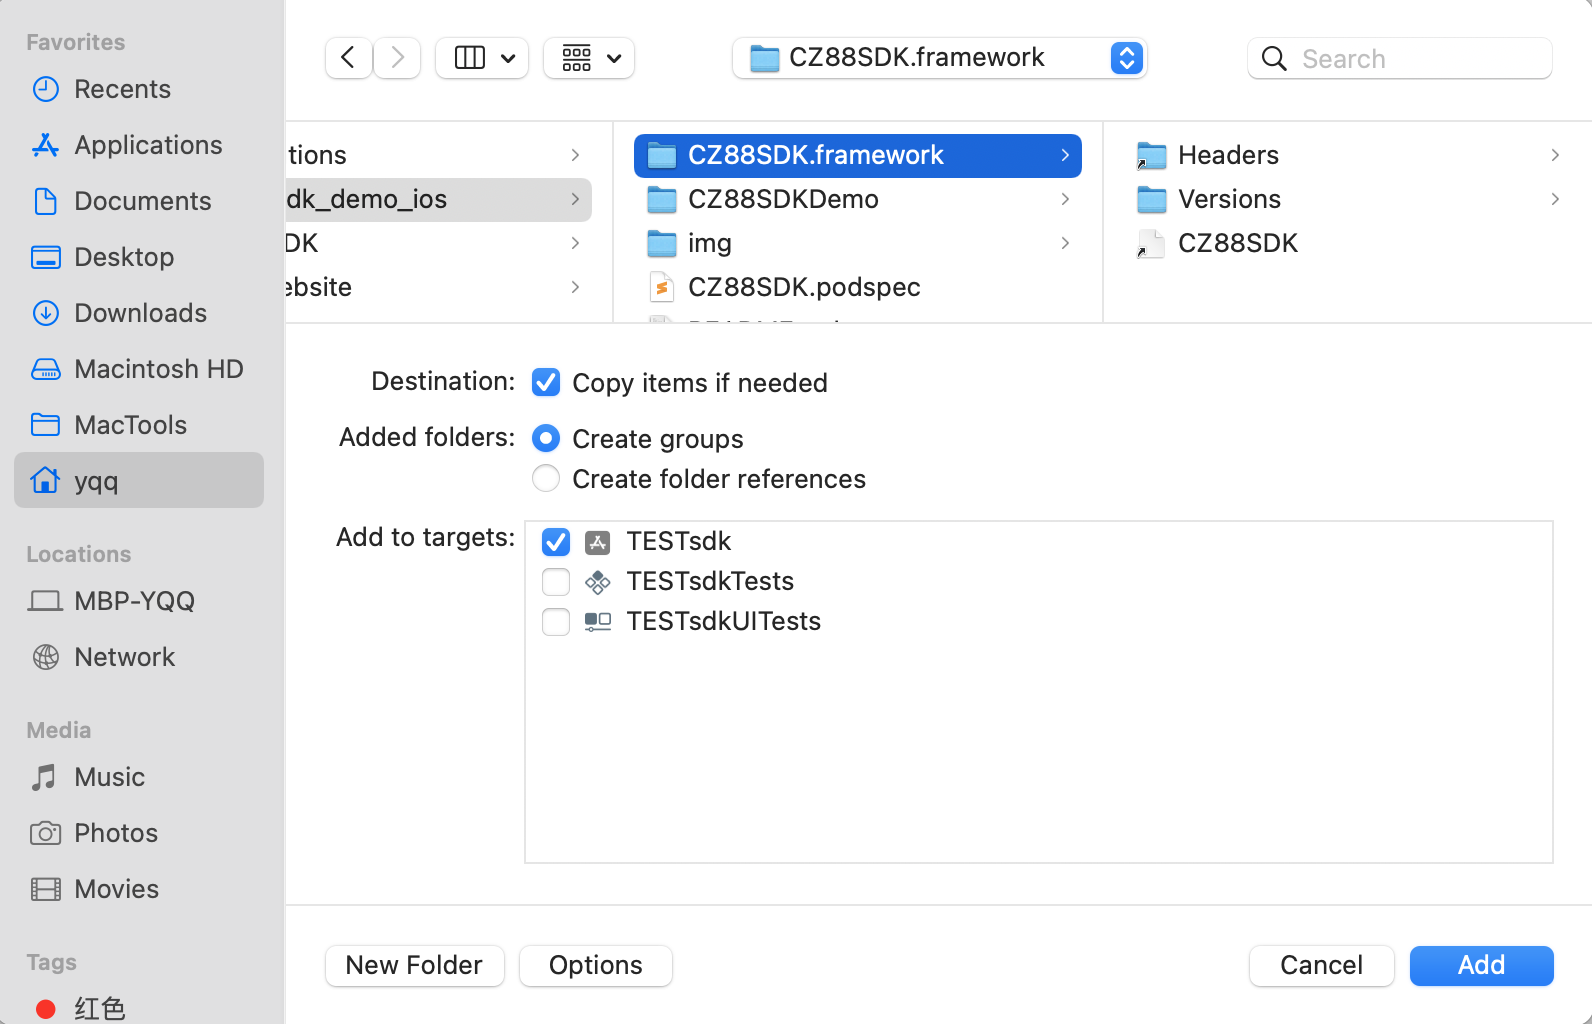 Favorites
Recents
Applications
Documents
Desktop
Downloads
Macintosh HD
MacTools
yqq
Locations
MBP-YQQ
Network
Media
Music
Photos
Movies
Tags
红色
CZ88SDK.framework
Search
tions
dk_demo_ios
DK
ebsite
CZ88SDK.framework
CZ88SDKDemo
img
CZ88SDK.podspec
Headers
Versions
CZ88SDK
Destination: Copy items if needed
Added folders: Create groups
Create folder references
Add to targets: TESTsdk
TESTsdkTests
TESTsdkUITests
New Folder Options Cancel Add